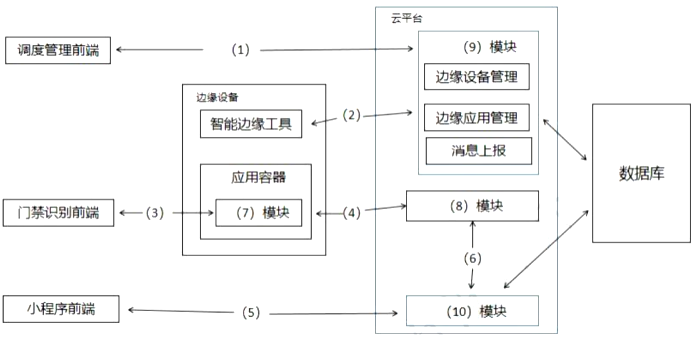 云平台
调度管理前端
(1)
(9) 模块
边缘设备管理
边缘应用管理
消息上报
边缘设备
智能边缘工具
(2)
应用容器
(7) 模块
门禁识别前端
(3)
(4)
(8) 模块
(6)
数据库
小程序前端
(5)
(10) 模块